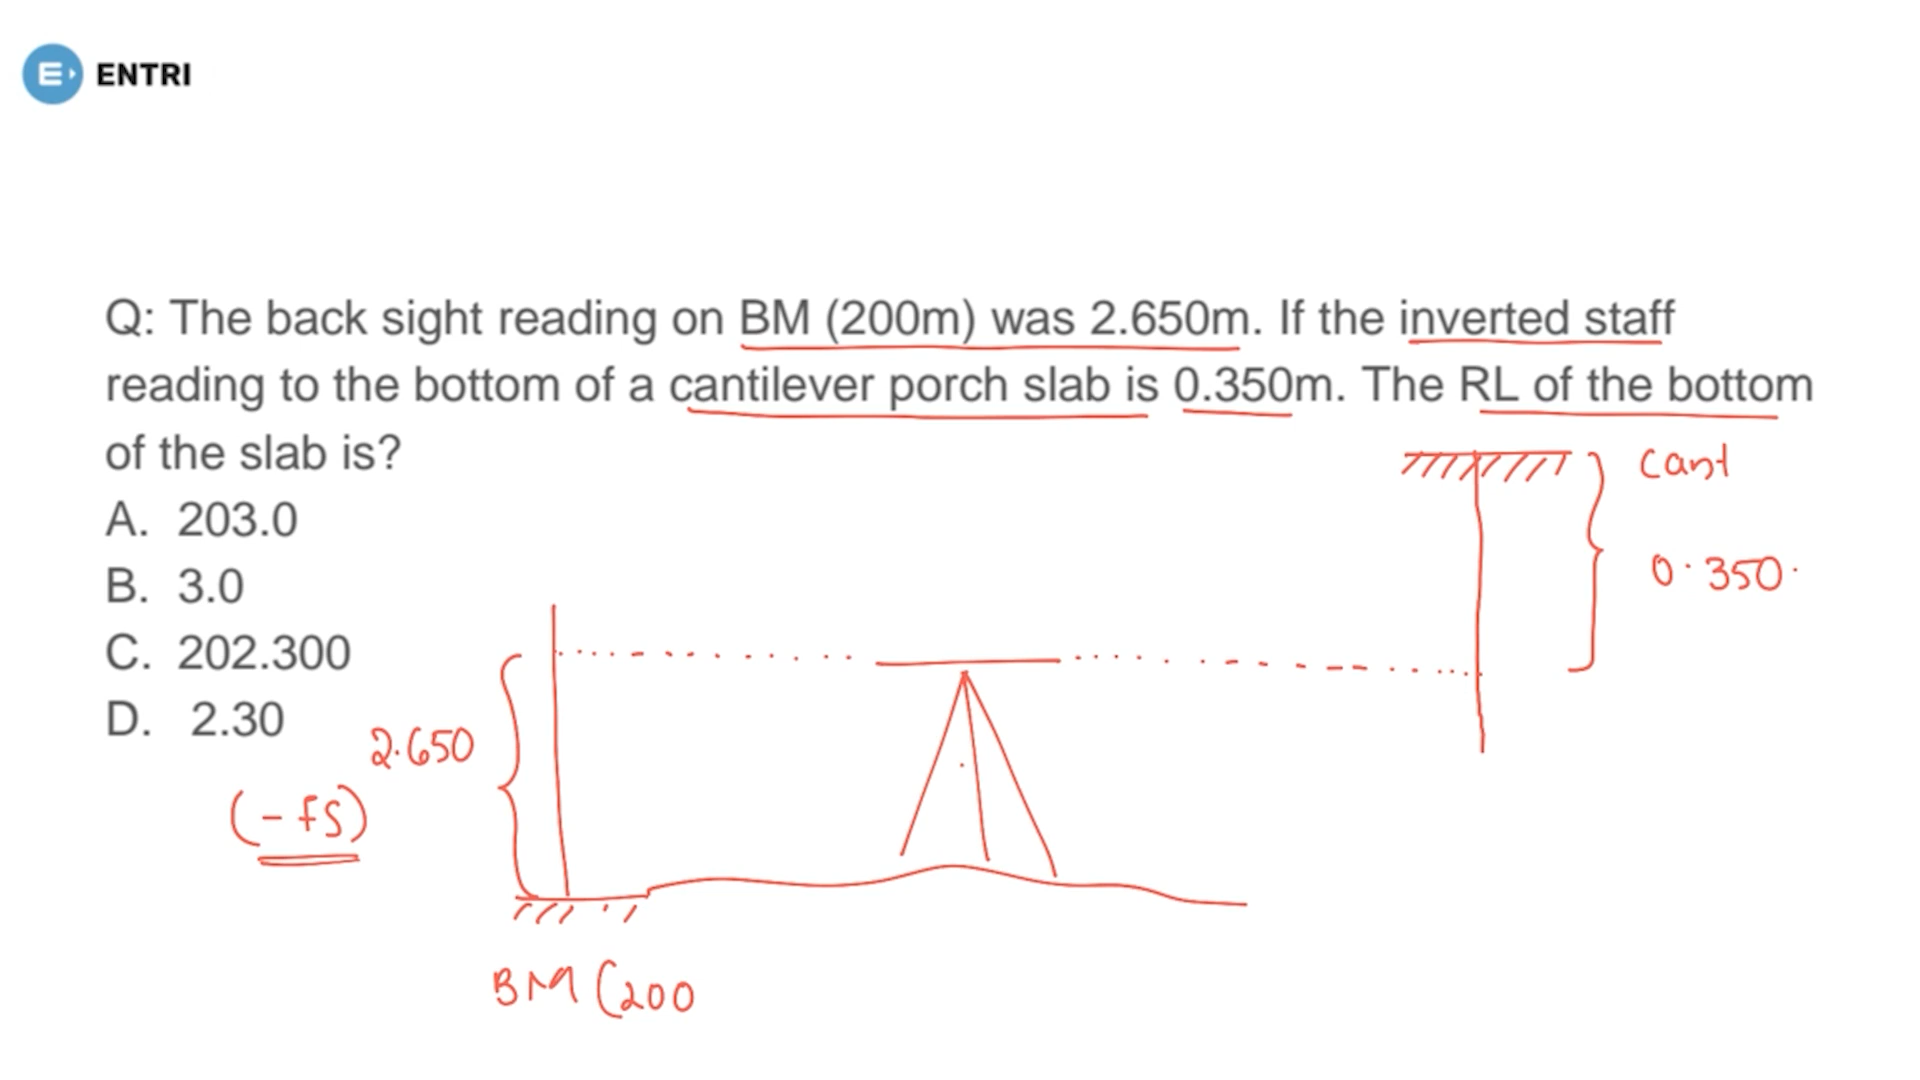 ENTRI
Q: The back sight reading on BM (200m) was 2.650m. If the inverted staff
reading to the bottom of a cantilever porch slab is 0.350m. The RL of the bottom
of the slab is?
A. 203.0
B. 3.0
C. 202.300
D. 2.30
Cant
0.350.
2.650
(-fS)
BM (200